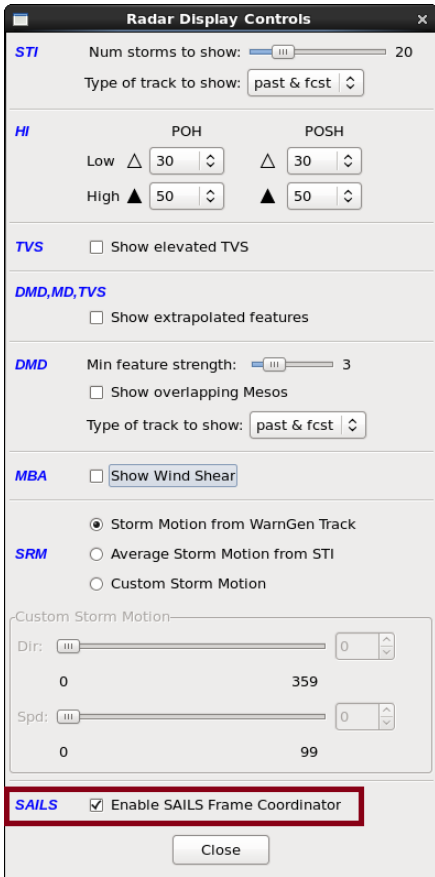 Radar Display Controls
STI Num storms to show: 20
Type of track to show: past & fcst
HI POH POSH
Low 30 30
High 50 50
TVS Show elevated TVS
DMD,MD,TVS
Show extrapolated features
DMD Min feature strength: 3
Show overlapping Mesos
Type of track to show: past & fcst
MBA Show Wind Shear
Storm Motion from WarnGen Track
SRM Average Storm Motion from STI
Custom Storm Motion
Custom Storm Motion
Dir: 0
0 359
Spd: 0
0 99
SAILS Enable SAILS Frame Coordinator
Close